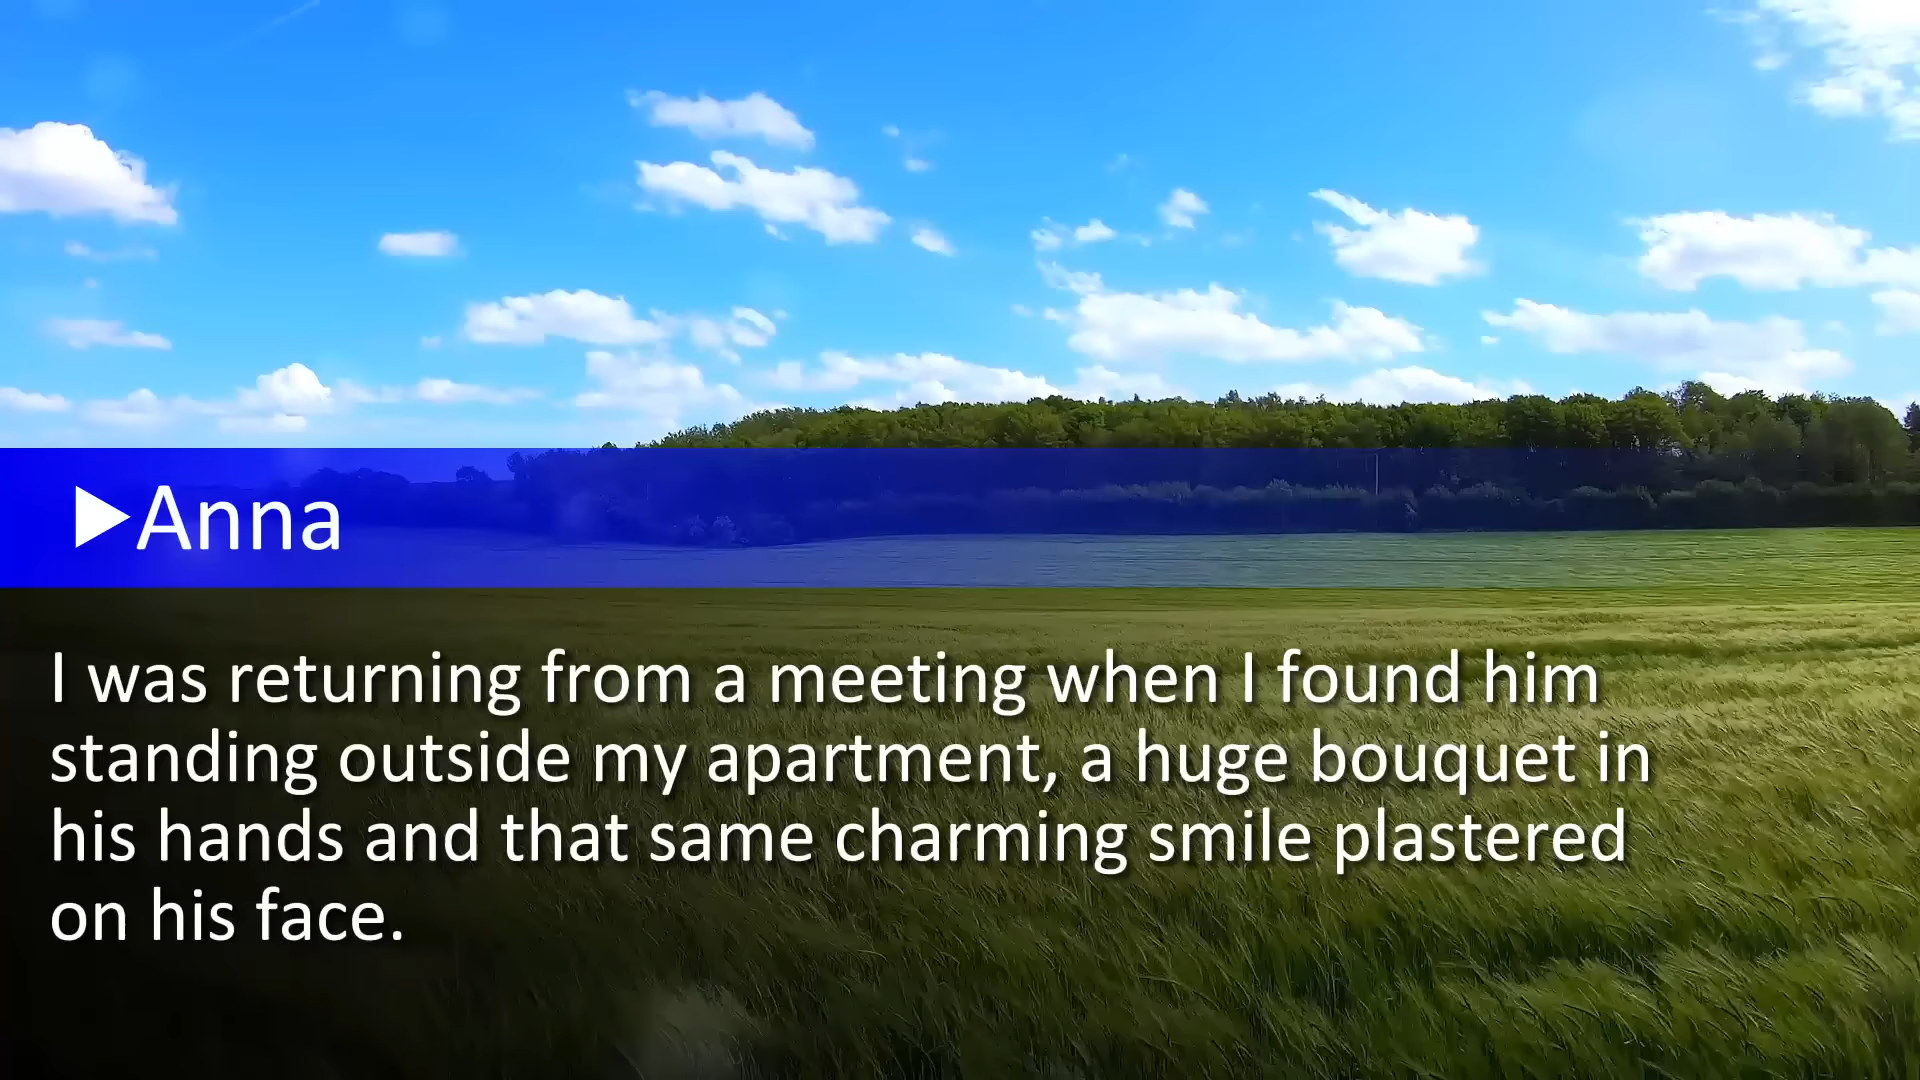 ▶Anna
I was returning from a meeting when I found him
standing outside my apartment, a huge bouquet in
his hands and that same charming smile plastered
on his face.